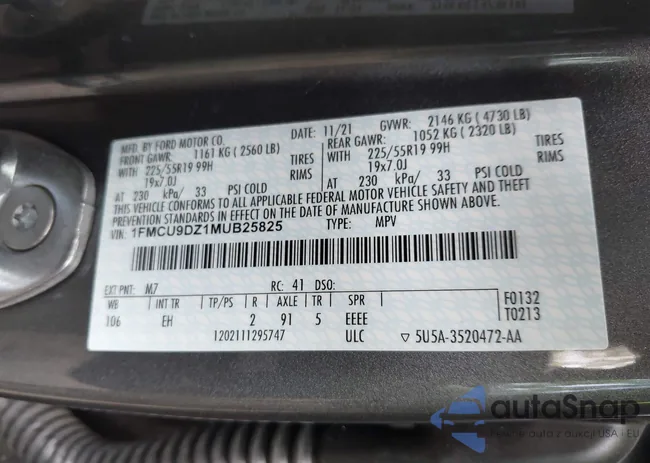 MFD. BY FORD MOTOR CO.
DATE: 11/21 GVWR: 2146 KG ( 4730 LB)
FRONT GAWR: 1161 KG ( 2560 LB) REAR GAWR: 1052 KG ( 2320 LB)
WITH 225/55R19 99H TIRES WITH 225/55R19 99H TIRES
19x7.0J RIMS 19x7.0J RIMS
AT 230 kPa/ 33 PSI COLD AT 230 kPa/ 33 PSI COLD
THIS VEHICLE CONFORMS TO ALL APPLICABLE FEDERAL MOTOR VEHICLE SAFETY AND THEFT
PREVENTION STANDARDS IN EFFECT ON THE DATE OF MANUFACTURE SHOWN ABOVE.
VIN: 1FMCU9DZ1MUB25825 TYPE: MPV
EXT PNT: M7 RC: 41 DSO:
WB INT TR TP/PS R AXLE TR SPR F0132
106 EH 2 91 5 EEEE T0213
1202111295747 ULC ▽ 5U5A-3520472-AA
autoSnap
auta z aukcji USA - EU